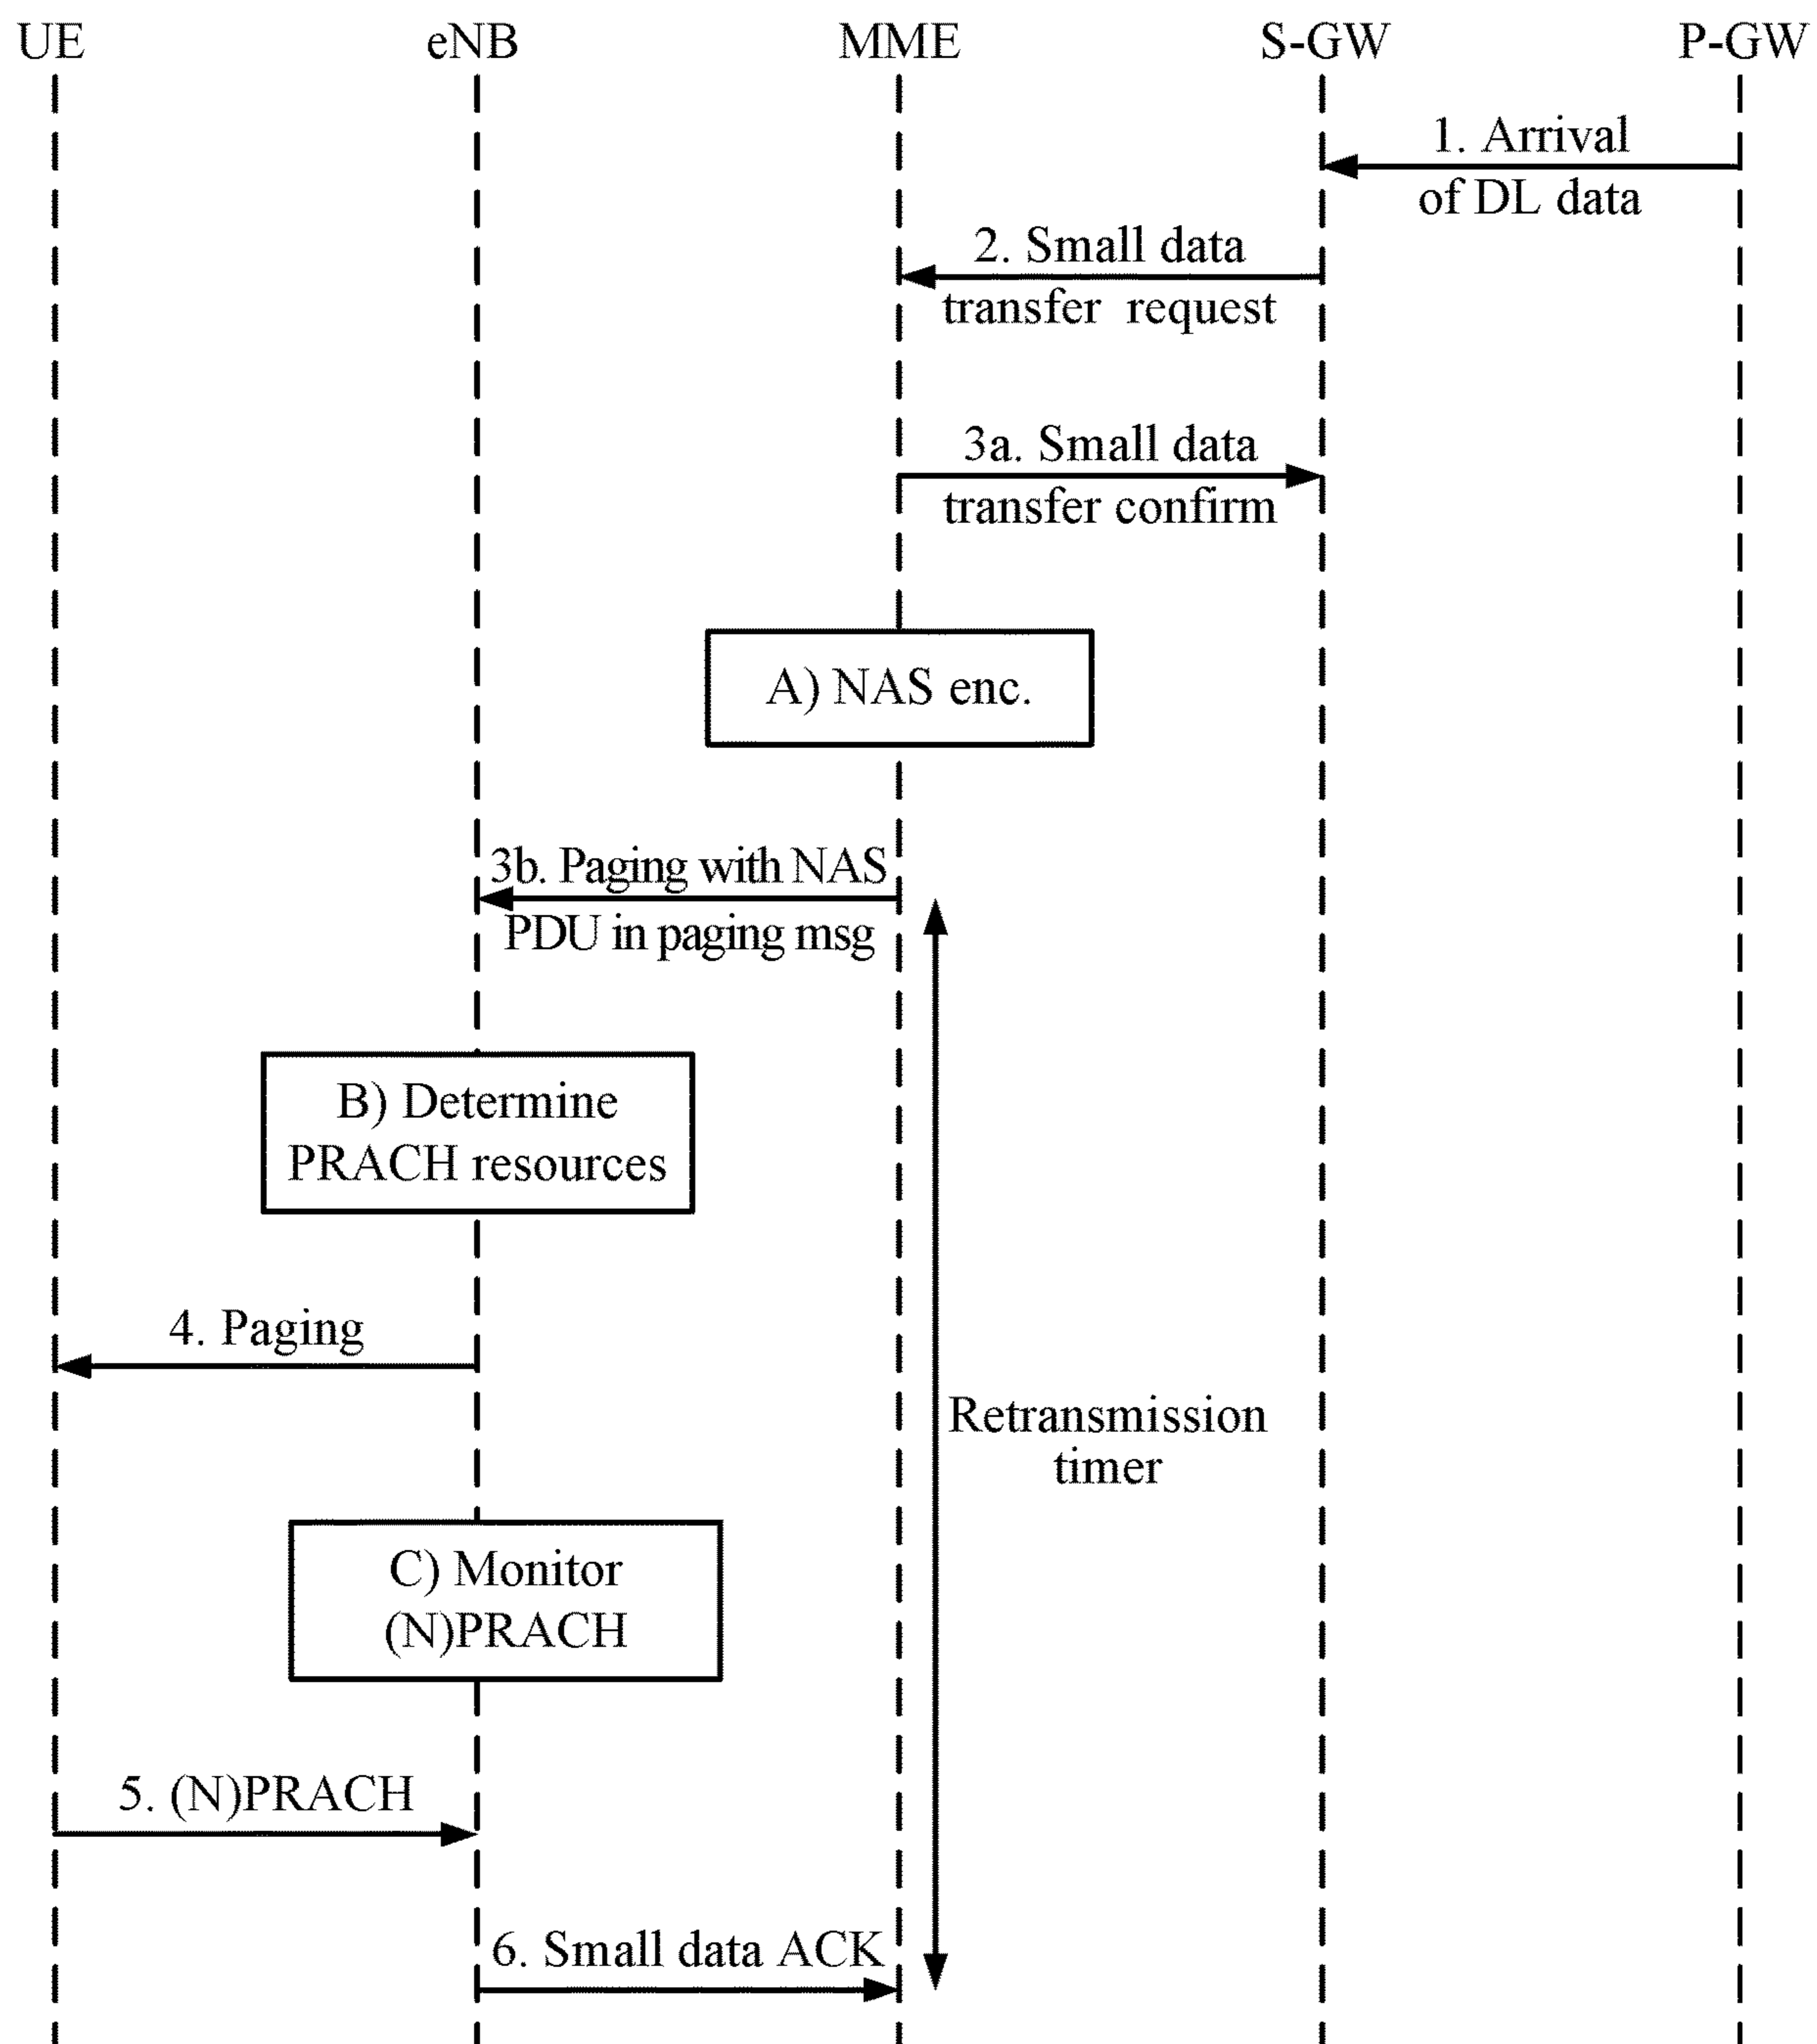 UE eNB MME S-GW P-GW
1. Arrival
of DL data
2. Small data
transfer request
3a. Small data
transfer confirm
A) NAS enc.
3b. Paging with NAS
PDU in paging msg
B) Determine
PRACH resources
4. Paging
Retransmission
timer
C) Monitor
(N)PRACH
5. (N)PRACH
6. Small data ACK